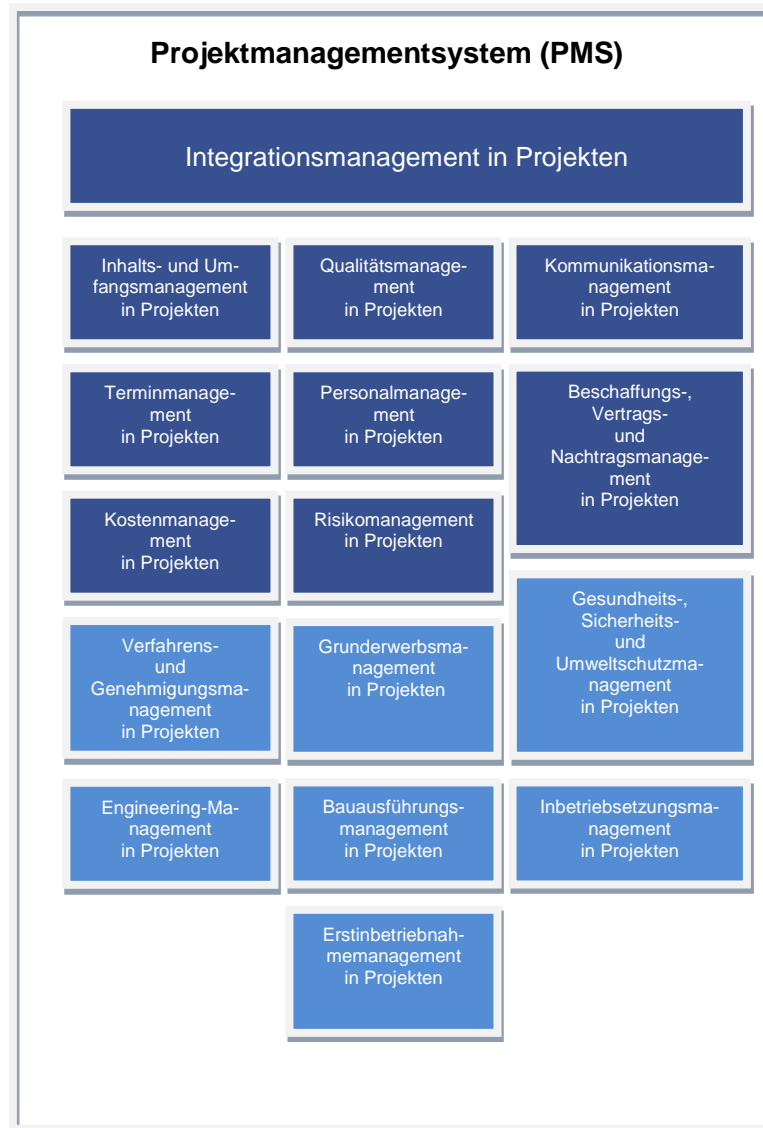 Projektmanagementsystem (PMS)
Integrationsmanagement in Projekten
Inhalts- und Um-
fangsmanagement
in Projekten
Qualitätsmanage-
ment
in Projekten
Kommunikationsma-
nagement
in Projekten
Terminmanage-
ment
in Projekten
Personalmanage-
ment
in Projekten
Beschaffungs-,
Vertrags-
und
Nachtragsmanage-
ment
in Projekten
Kostenmanage-
ment
in Projekten
Risikomanagement
in Projekten
Gesundheits-,
Sicherheits-
und
Umweltschutzma-
nagement
in Projekten
Verfahrens-
und
Genehmigungsma-
nagement
in Projekten
Grunderwerbsma-
nagement
in Projekten
Engineering-Ma-
nagement
in Projekten
Bauausführungs-
management
in Projekten
Inbetriebsetzungsma-
nagement
in Projekten
Erstinbetriebnah-
memanagement
in Projekten